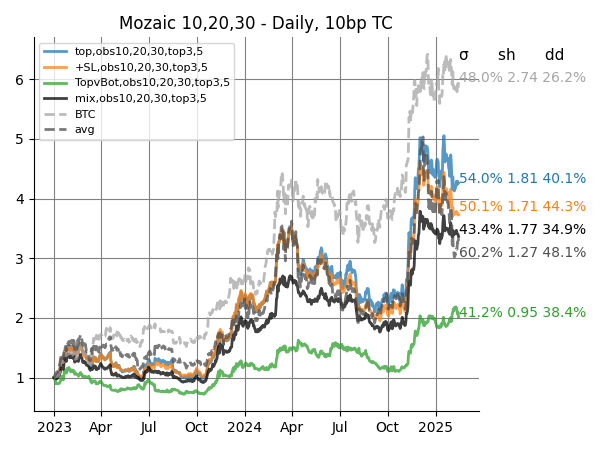 Mozaic 10,20,30 - Daily, 10bp TC
top,obs10,20,30,top3,5
+SL,obs10,20,30,top3,5
TopvBot,obs10,20,30,top3,5
mix,obs10,20,30,top3,5
BTC
avg
σ sh dd
48.0% 2.74 26.2%
54.0% 1.81 40.1%
50.1% 1.71 44.3%
43.4% 1.77 34.9%
60.2% 1.27 48.1%
41.2% 0.95 38.4%
6
5
4
3
2
1
2023 Apr Jul Oct 2024 Apr Jul Oct 2025